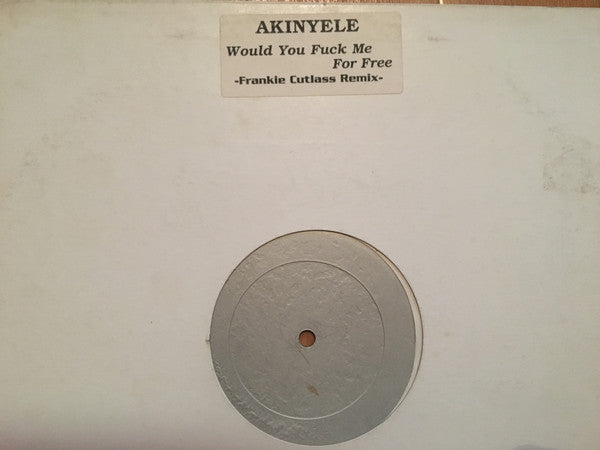 AKINYELE
Would You Fuck Me
For Free
-Frankie Cutlass Remix-